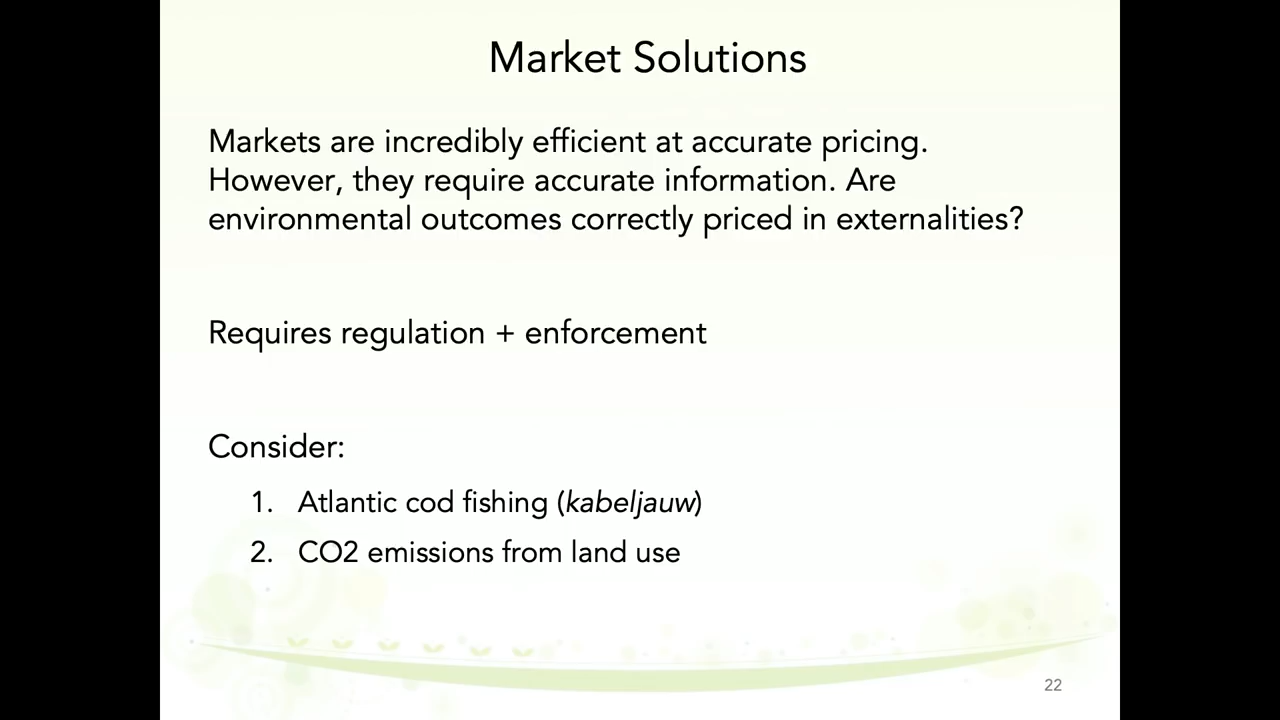 Market Solutions
Markets are incredibly efficient at accurate pricing.
However, they require accurate information. Are
environmental outcomes correctly priced in externalities?
Requires regulation + enforcement
Consider:
1. Atlantic cod fishing (kabeljauw)
2. CO2 emissions from land use
22